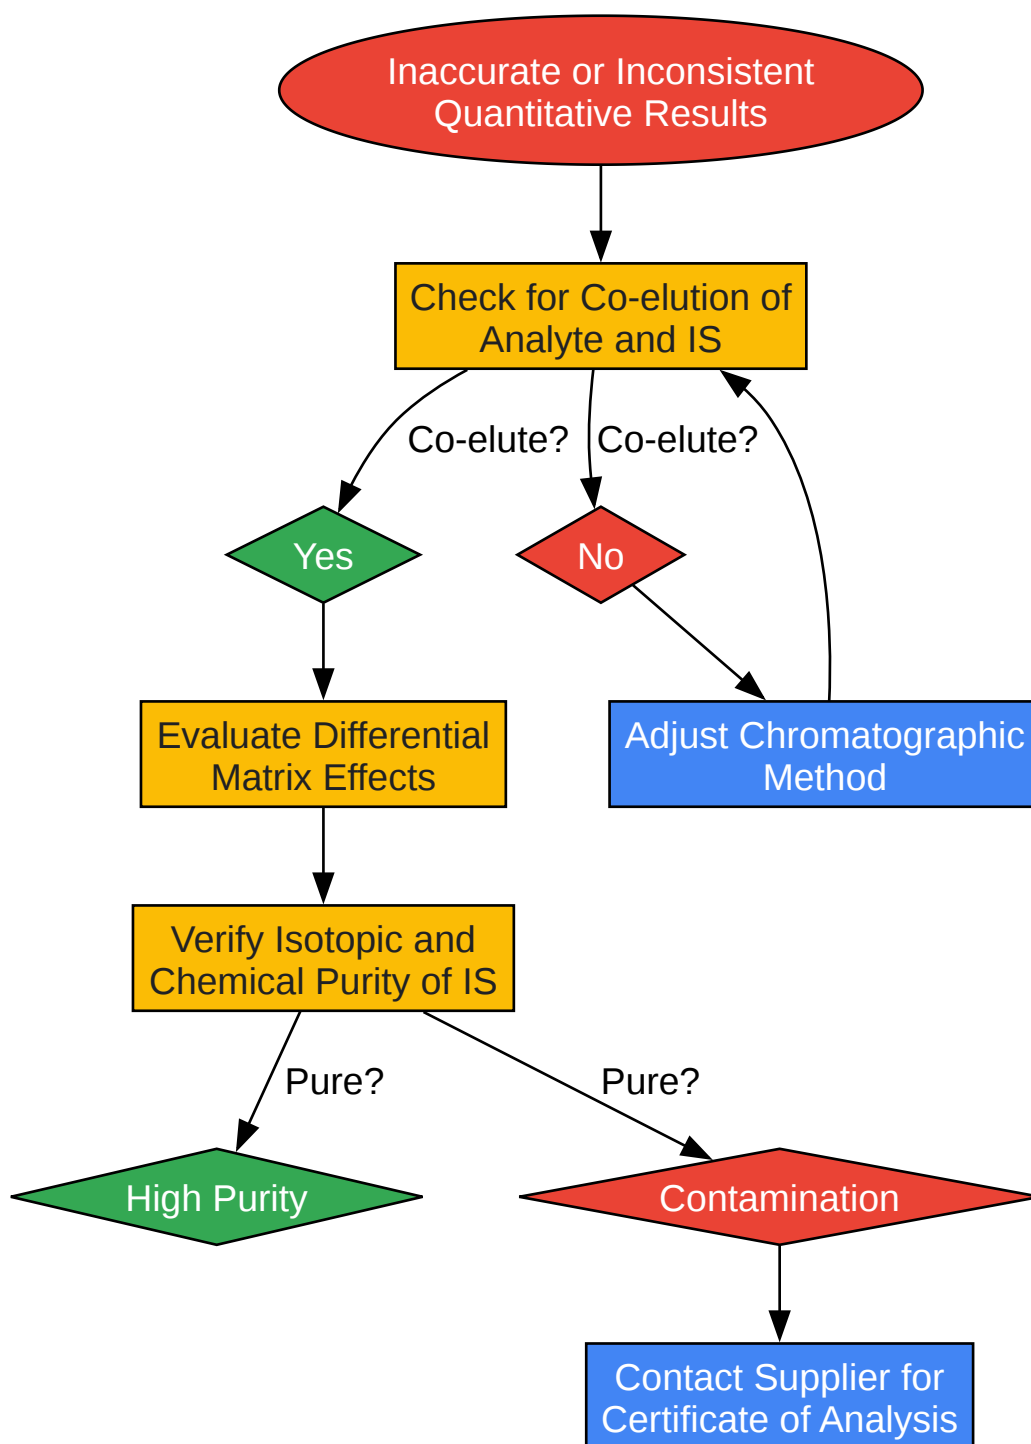 Inaccurate or Inconsistent
Quantitative Results
Check for Co-elution of
Analyte and IS
Co-elute?
Co-elute?
Yes
No
Evaluate Differential
Matrix Effects
Adjust Chromatographic
Method
Verify Isotopic and
Chemical Purity of IS
Pure?
Pure?
High Purity
Contamination
Contact Supplier for
Certificate of Analysis